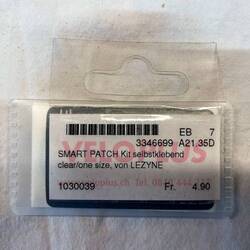 EB 7
3346699 A21.35D
SMART PATCH Kit selbstklebend
clear/one size, von LEZYNE
1030039 Fr. 4.90